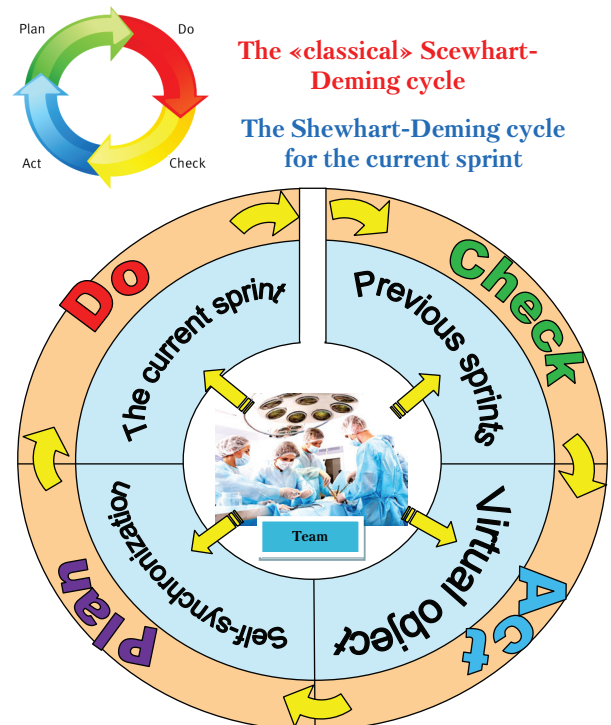 Plan
Do
The «classical» Scewhart-
Deming cycle
Act
Check
The Shewhart-Deming cycle
for the current sprint
Do
Check
The current sprint
Previous sprints
Team
Self-synchronization
Virtual object
Plan
Act